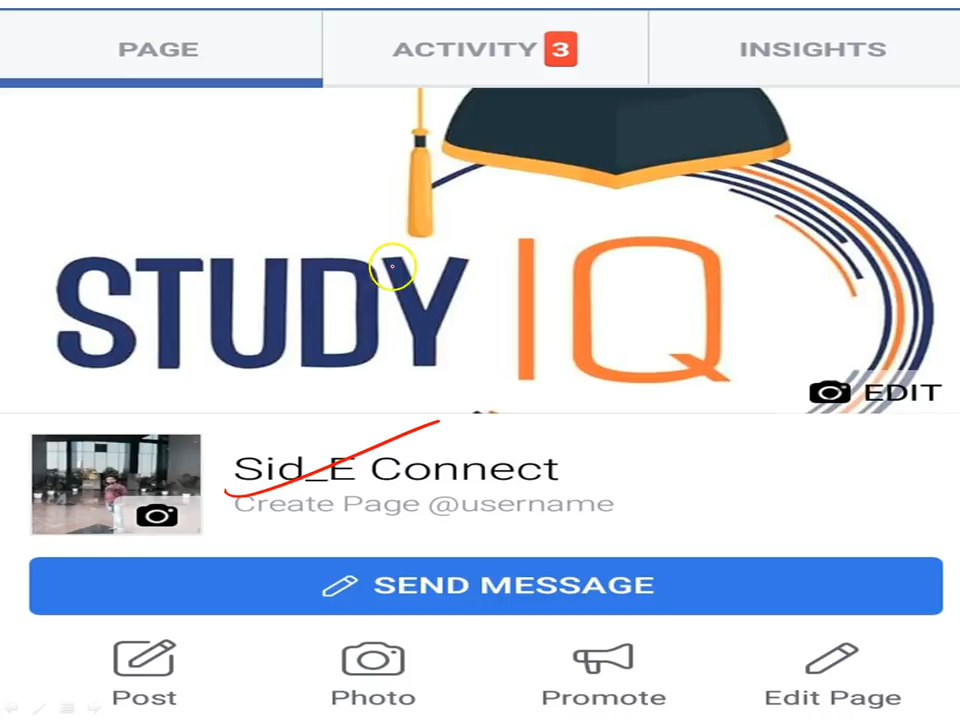 PAGE ACTIVITY 3 INSIGHTS
STUDY IQ
EDIT
Sid_E Connect
Create Page @username
SEND MESSAGE
Post Photo Promote Edit Page